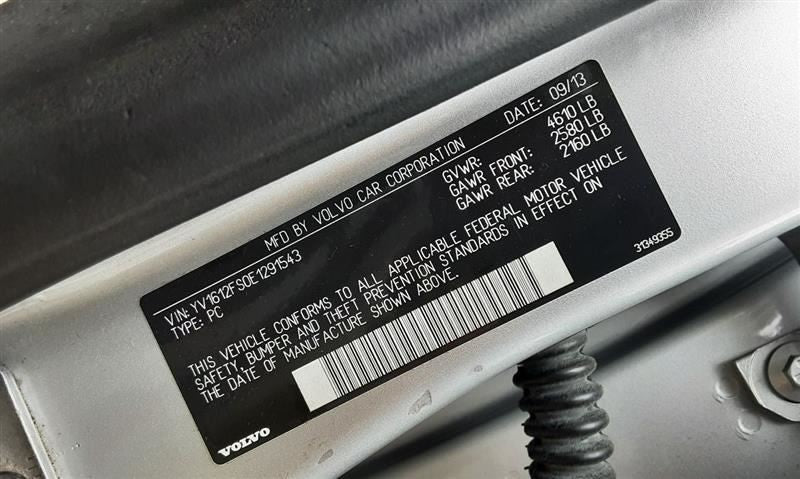 MFD BY VOLVO CAR CORPORATION DATE: 09/13
GVWR: 4610 LB
GAWR FRONT: 2580 LB
GAWR REAR: 2160 LB
VIN: YV1612FS0E1291543
TYPE: PC
THIS VEHICLE CONFORMS TO ALL APPLICABLE FEDERAL MOTOR VEHICLE
SAFETY, BUMPER AND THEFT PREVENTION STANDARDS IN EFFECT ON
THE DATE OF MANUFACTURE SHOWN ABOVE.
31349355
VOLVO